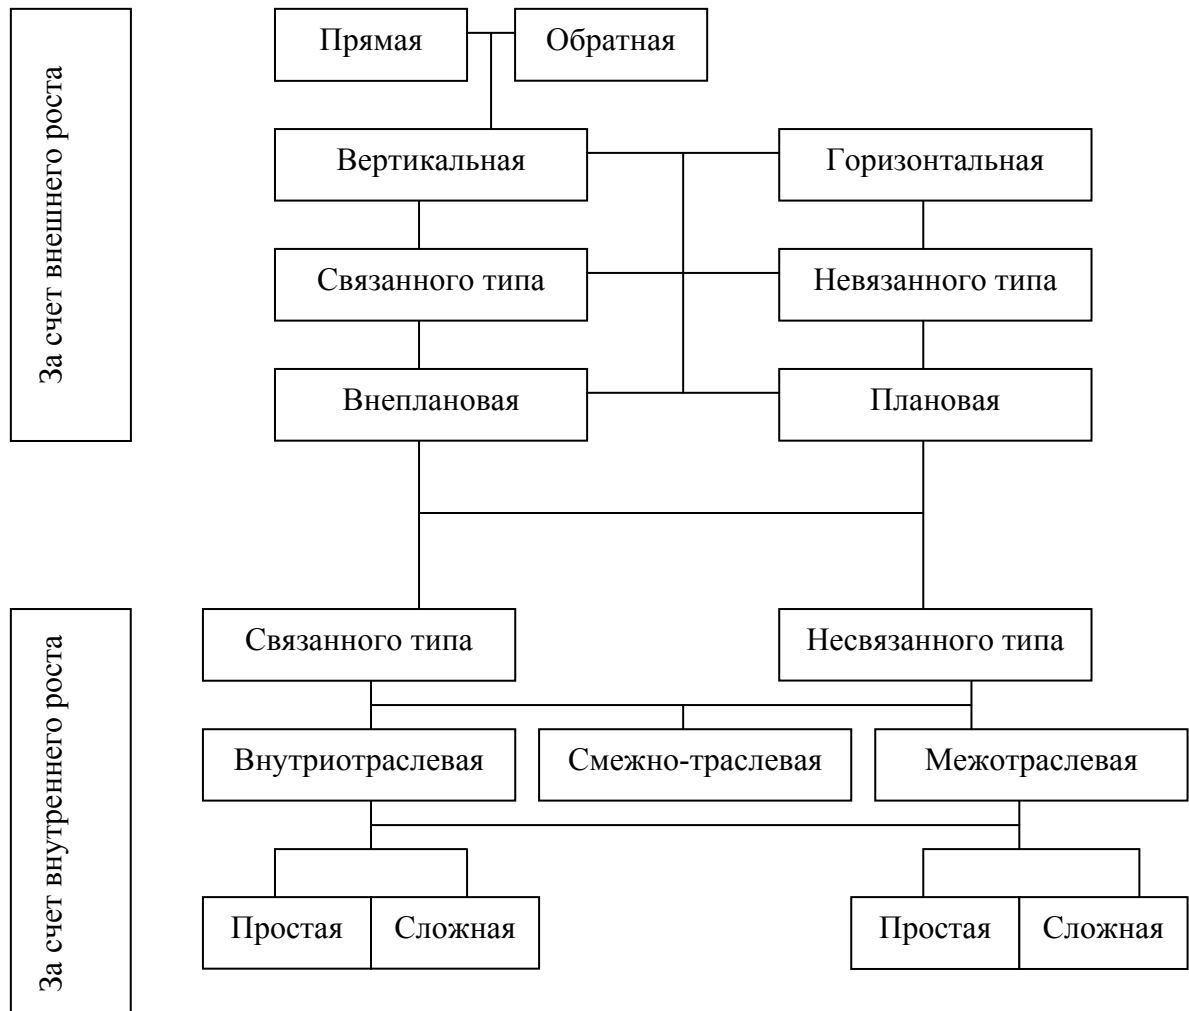 За счет внешнего роста
Прямая
Обратная
Вертикальная
Горизонтальная
Связанного типа
Невязанного типа
Внеплановая
Плановая
За счет внутреннего роста
Связанного типа
Несвязанного типа
Внутриотраслевая
Смежно-траслевая
Межотраслевая
Простая
Сложная
Простая
Сложная